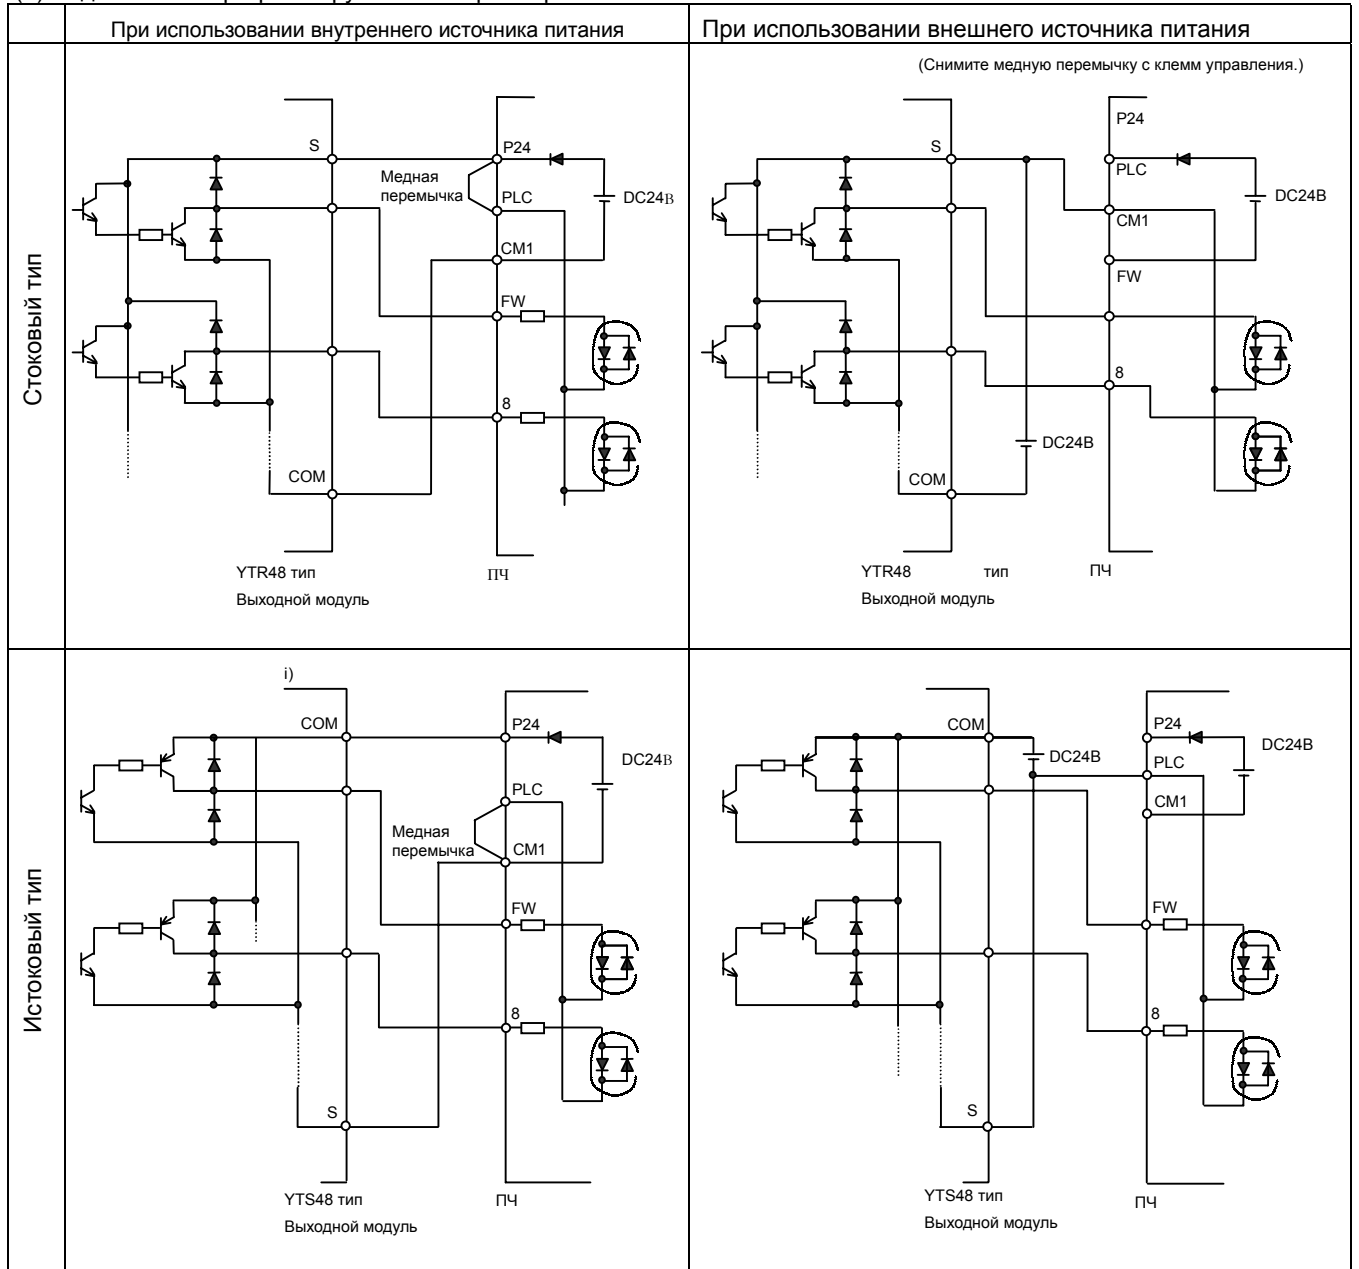 При использовании внутреннего источника питания
При использовании внешнего источника питания
Стоковый тип
S
P24
Медная
перемычка
PLC
DC24В
CM1
FW
8
COM
YTR48 тип
ПЧ
Выходной модуль
(Снимите медную перемычку с клемм управления.)
P24
S
PLC
DC24В
CM1
FW
8
DC24В
COM
YTR48 тип
ПЧ
Выходной модуль
Истоковый тип
i)
COM
P24
DC24В
PLC
Медная
перемычка
CM1
FW
8
S
YTS48 тип
ПЧ
Выходной модуль
COM
P24
DC24В
DC24В
PLC
CM1
FW
8
S
YTS48 тип
ПЧ
Выходной модуль